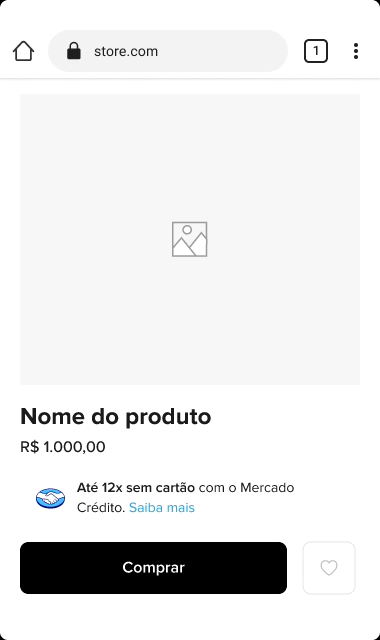 store.com
1
Nome do produto
R$ 1.000,00
Até 12x sem cartão com o Mercado
Crédito. Saiba mais
Comprar